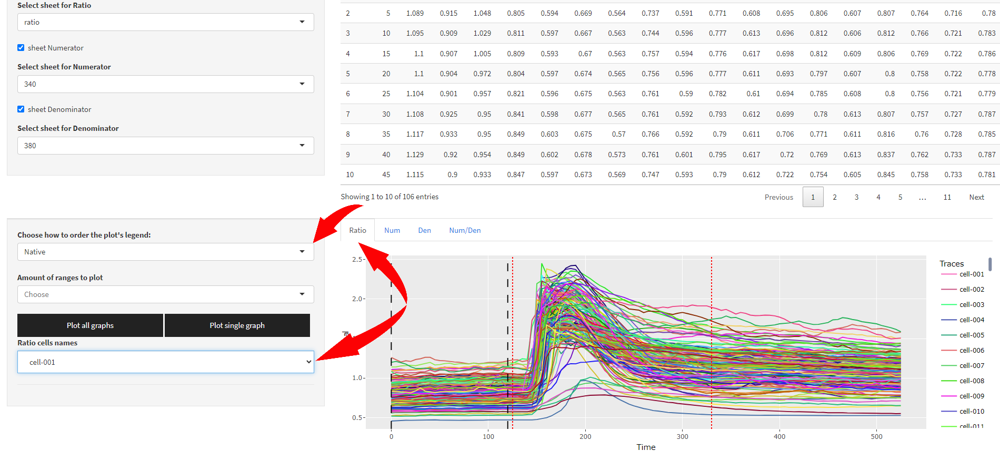 Select sheet for Ratio
ratio
sheet Numerator
Select sheet for Numerator
340
sheet Denominator
Select sheet for Denominator
380
2 5 1.089 0.915 1.048 0.805 0.594 0.669 0.564 0.737 0.591 0.771 0.608 0.695 0.806 0.607 0.807 0.764 0.716 0.78
3 10 1.095 0.909 1.029 0.811 0.597 0.667 0.563 0.744 0.596 0.777 0.613 0.696 0.812 0.606 0.812 0.766 0.721 0.783
4 15 1.1 0.907 1.005 0.809 0.593 0.67 0.563 0.757 0.594 0.776 0.617 0.698 0.812 0.609 0.806 0.769 0.722 0.786
5 20 1.1 0.904 0.972 0.804 0.597 0.674 0.565 0.756 0.596 0.777 0.611 0.693 0.797 0.607 0.8 0.758 0.722 0.778
6 25 1.104 0.901 0.957 0.821 0.596 0.675 0.563 0.761 0.59 0.782 0.61 0.694 0.785 0.608 0.8 0.756 0.721 0.779
7 30 1.108 0.925 0.95 0.841 0.598 0.677 0.565 0.761 0.592 0.793 0.612 0.699 0.78 0.613 0.807 0.757 0.727 0.787
8 35 1.117 0.933 0.95 0.849 0.603 0.675 0.57 0.766 0.592 0.79 0.611 0.706 0.771 0.611 0.816 0.76 0.728 0.785
9 40 1.129 0.92 0.954 0.849 0.602 0.678 0.573 0.761 0.601 0.795 0.617 0.72 0.769 0.613 0.837 0.762 0.733 0.787
10 45 1.115 0.9 0.933 0.847 0.597 0.673 0.569 0.747 0.593 0.79 0.612 0.722 0.754 0.605 0.845 0.758 0.733 0.781
Showing 1 to 10 of 106 entries
Previous 1 2 3 4 5 ... 11 Next
Choose how to order the plot's legend:
Native
Amount of ranges to plot
Choose
Plot all graphs Plot single graph
Ratio cells names
cell-001
Ratio Num Den Num/Den
2.5
2.0
1.0
0.5
0 100 200 300 400 500
Time
Traces
cell-001
cell-002
cell-003
cell-004
cell-005
cell-006
cell-007
cell-008
cell-009
cell-010
cell-011